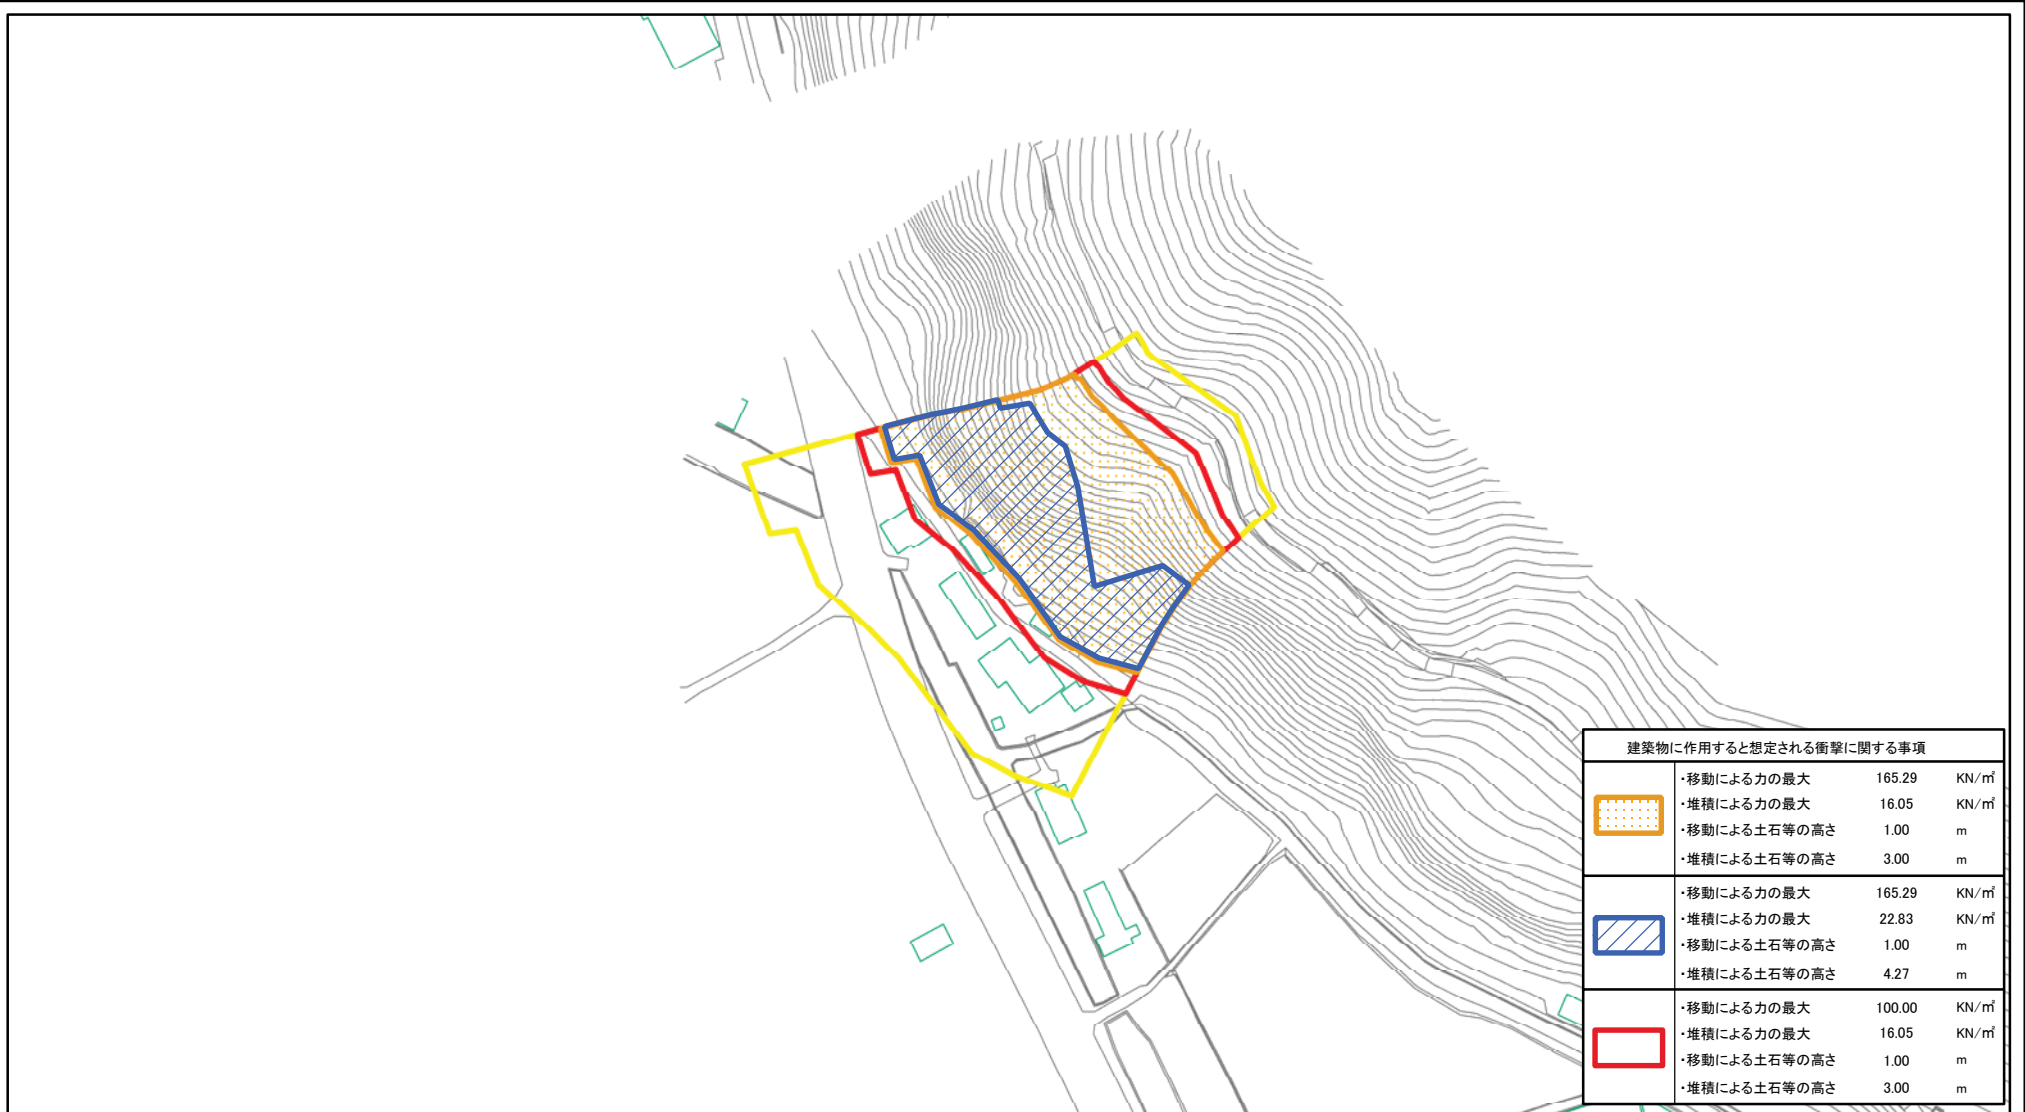 建築物に作用すると想定される衝撃に関する事項
・移動による力の最大 165.29 KN/㎡
・堆積による力の最大 16.05 KN/㎡
・移動による土石等の高さ 1.00 m
・堆積による土石等の高さ 3.00 m
・移動による力の最大 165.29 KN/㎡
・堆積による力の最大 22.83 KN/㎡
・移動による土石等の高さ 1.00 m
・堆積による土石等の高さ 4.27 m
・移動による力の最大 100.00 KN/㎡
・堆積による力の最大 16.05 KN/㎡
・移動による土石等の高さ 1.00 m
・堆積による土石等の高さ 3.00 m